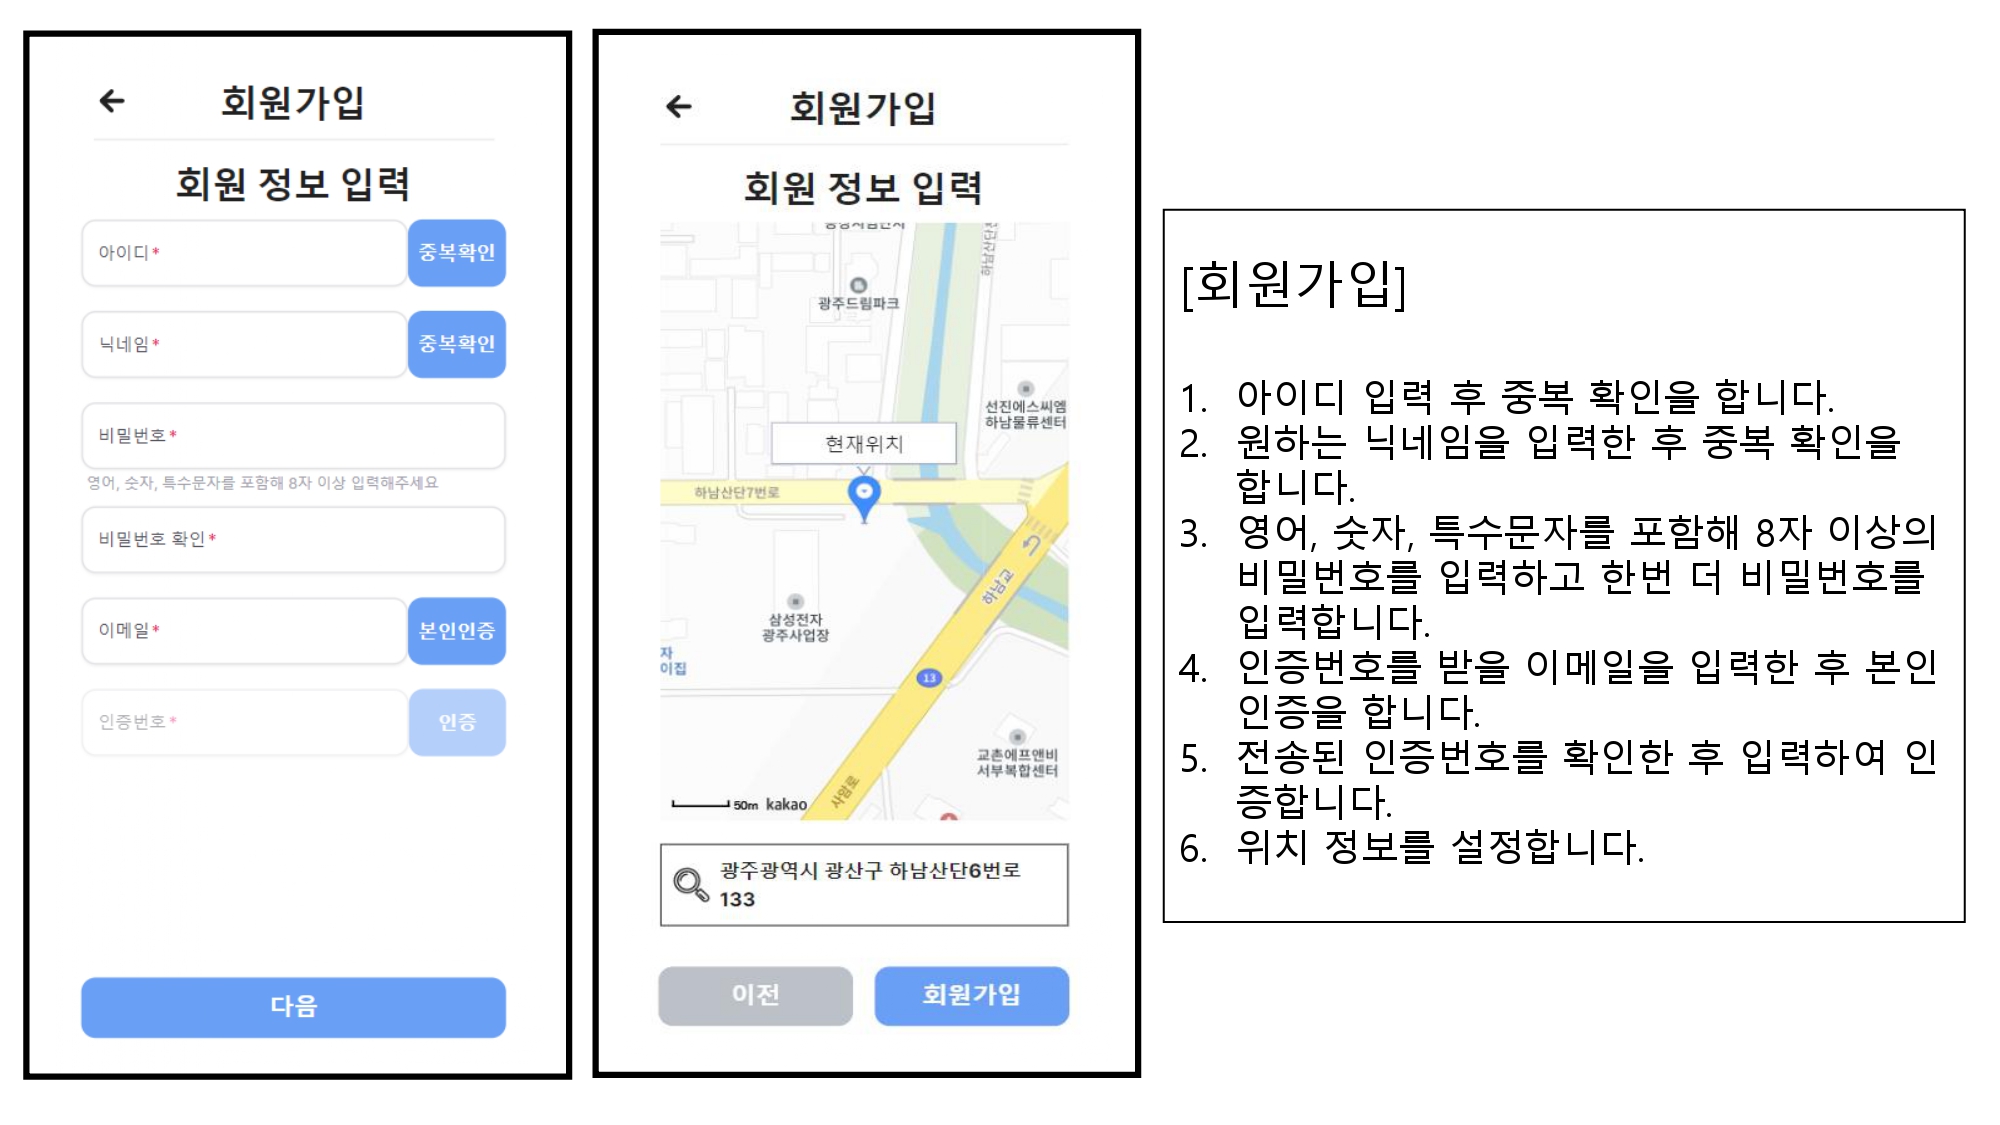 회원가입
회원 정보 입력
아이디*
중복확인
닉네임*
중복확인
비밀번호*
영어, 숫자, 특수문자를 포함해 8자 이상 입력해주세요
비밀번호 확인*
이메일*
본인인증
인증번호*
인증
다음
회원가입
회원 정보 입력
하남산단
광주드림파크
선진에스씨엠
하남물류센터
현재위치
하남산단7번로
하남교
삼성전자
광주사업장
자
이집
13
교촌에프앤비
서부복합센터
사암로
50m kakao
광주광역시 광산구 하남산단6번로
133
이전
회원가입
[회원가입]
1. 아이디 입력 후 중복 확인을 합니다.
2. 원하는 닉네임을 입력한 후 중복 확인을
합니다.
3. 영어, 숫자, 특수문자를 포함해 8자 이상의
비밀번호를 입력하고 한번 더 비밀번호를
입력합니다.
4. 인증번호를 받을 이메일을 입력한 후 본인
인증을 합니다.
5. 전송된 인증번호를 확인한 후 입력하여 인
증합니다.
6. 위치 정보를 설정합니다.